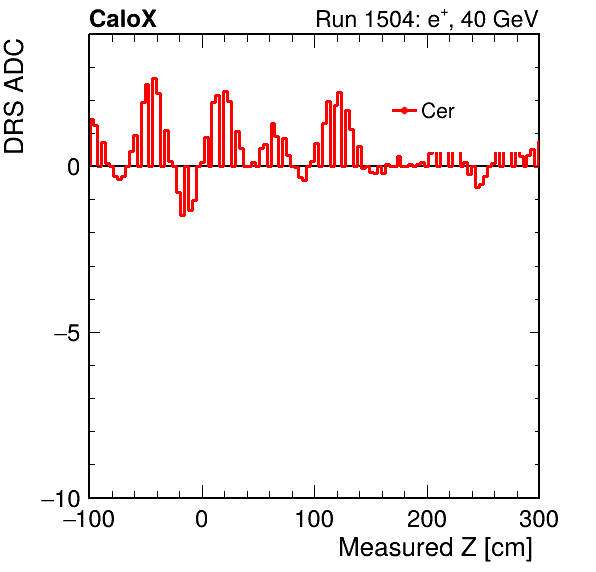 CaloX Run 1504: e⁺, 40 GeV
DRS ADC
Cer
0
−5
−10
−100 0 100 200 300
Measured Z [cm]